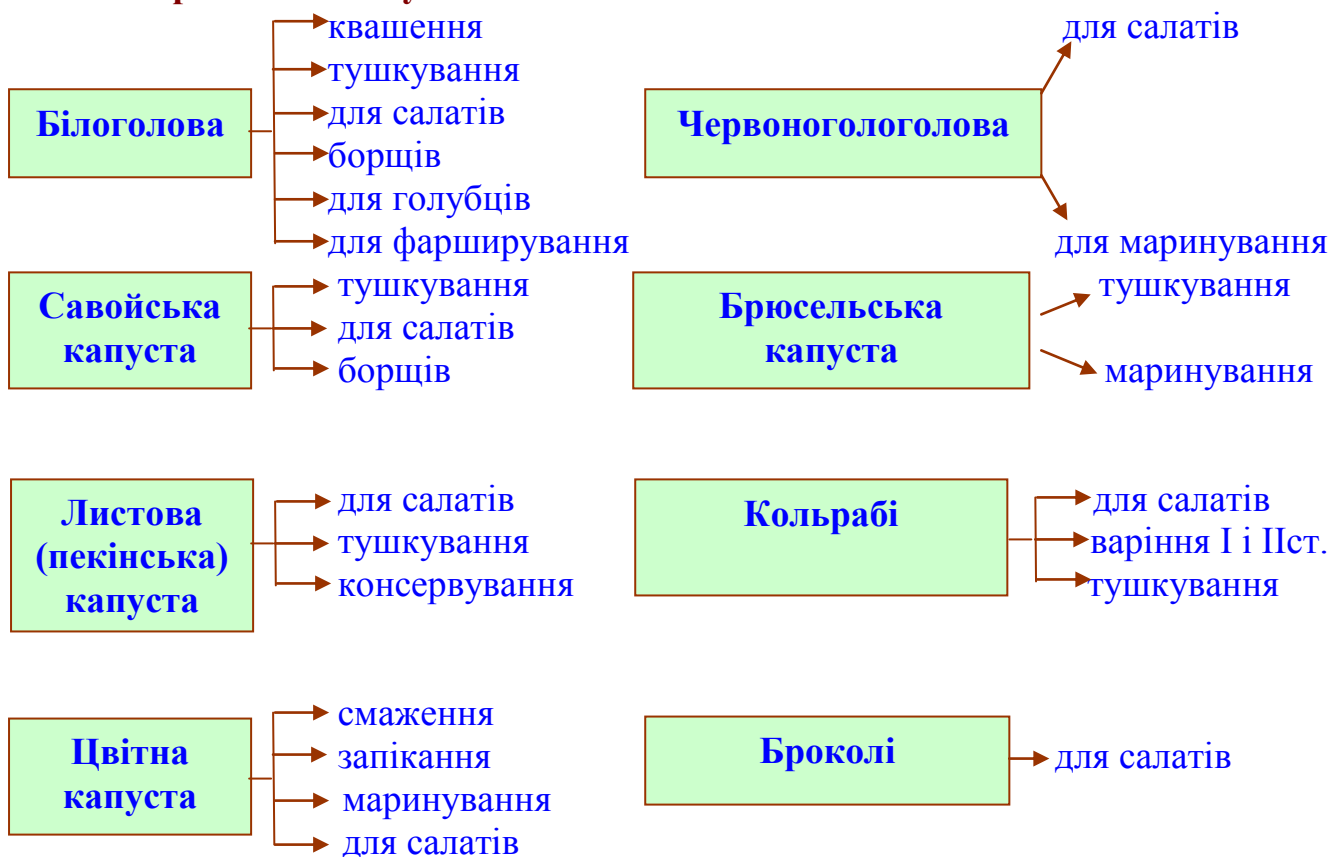 Білоголова
квашення
тушкування
для салатів
борщів
для голубців
для фарширування
Червоногологолова
для салатів
для маринування
Савойська
капуста
тушкування
для салатів
борщів
Брюсельська
капуста
тушкування
маринування
Листова
(пекінська)
капуста
для салатів
тушкування
консервування
Кольрабі
для салатів
варіння І і ІІст.
тушкування
Цвітна
капуста
смаження
запікання
маринування
для салатів
Броколі
для салатів